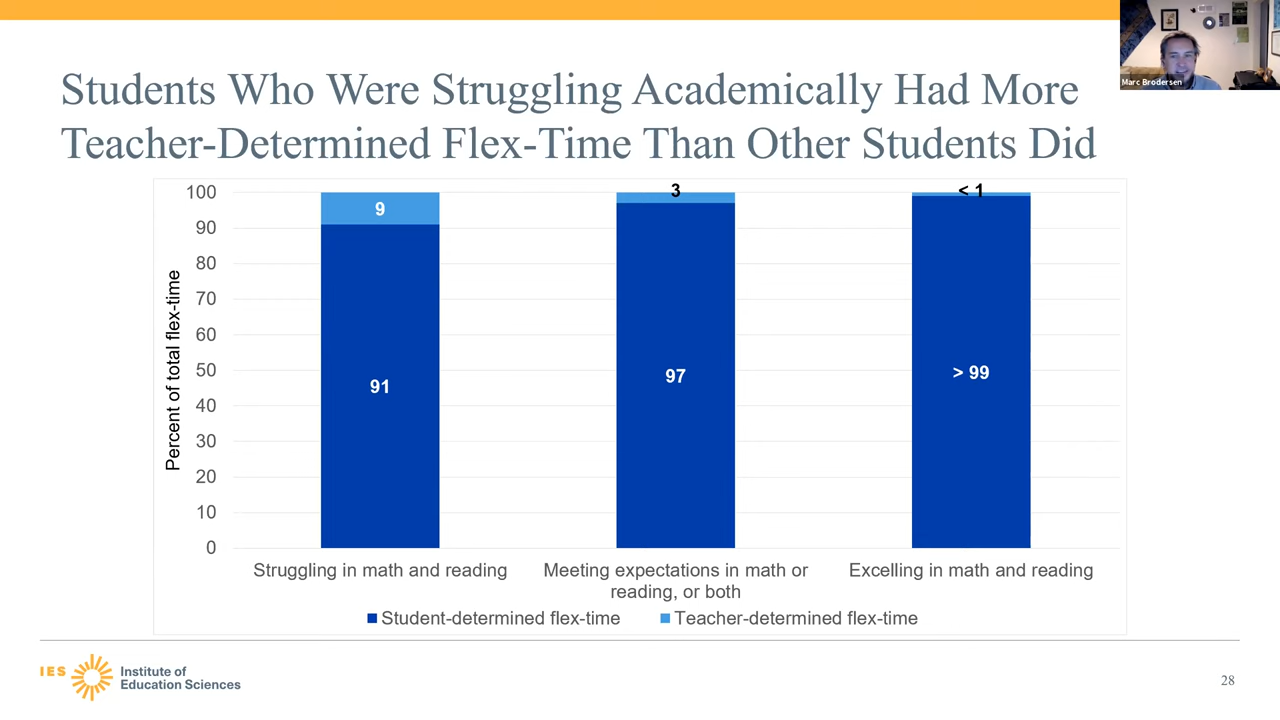 Marc Brodersen
Students Who Were Struggling Academically Had More
Teacher-Determined Flex-Time Than Other Students Did
Percent of total flex-time
100
90
80
70
60
50
40
30
20
10
0
9
91
3
97
< 1
> 99
Struggling in math and reading
Meeting expectations in math or
reading, or both
Excelling in math and reading
Student-determined flex-time
Teacher-determined flex-time
IES
Institute of
Education Sciences
28